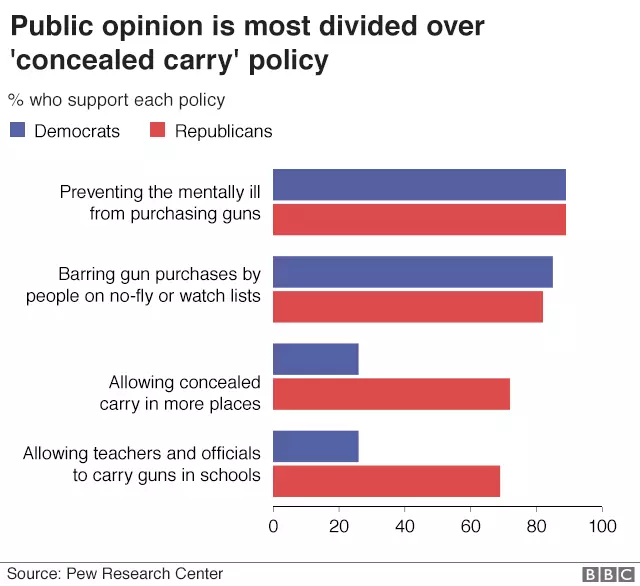 Public opinion is most divided over
'concealed carry' policy
% who support each policy
Democrats Republicans
Preventing the mentally ill
from purchasing guns
Barring gun purchases by
people on no-fly or watch lists
Allowing concealed
carry in more places
Allowing teachers and officials
to carry guns in schools
0 20 40 60 80 100
Source: Pew Research Center BBC